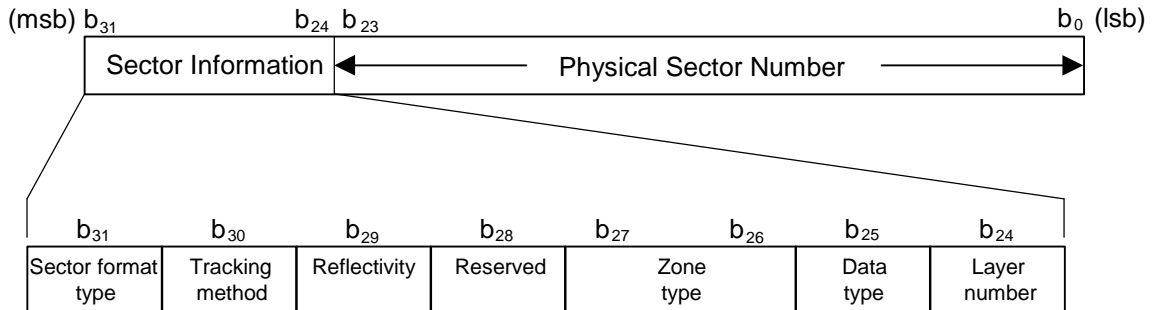 (msb) b31 b24 b23 b0 (lsb)
Sector Information Physical Sector Number
b31 b30 b29 b28 b27 b26 b25 b24
Sector format Tracking Reflectivity Reserved Zone Data Layer
type method type type number